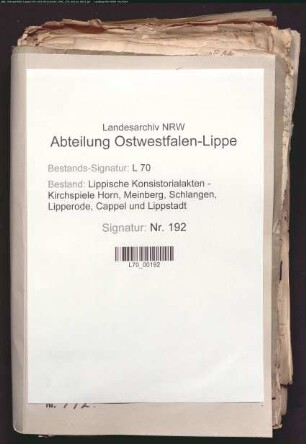 Landesarchiv NRW
Abteilung Ostwestfalen-Lippe
Bestands-Signatur: L 70
Bestand: Lippische Konsistorialakten -
Kirchspiele Horn, Meinberg, Schlangen,
Lipperode, Cappel und Lippstadt
Signatur: Nr. 192
L70_00192